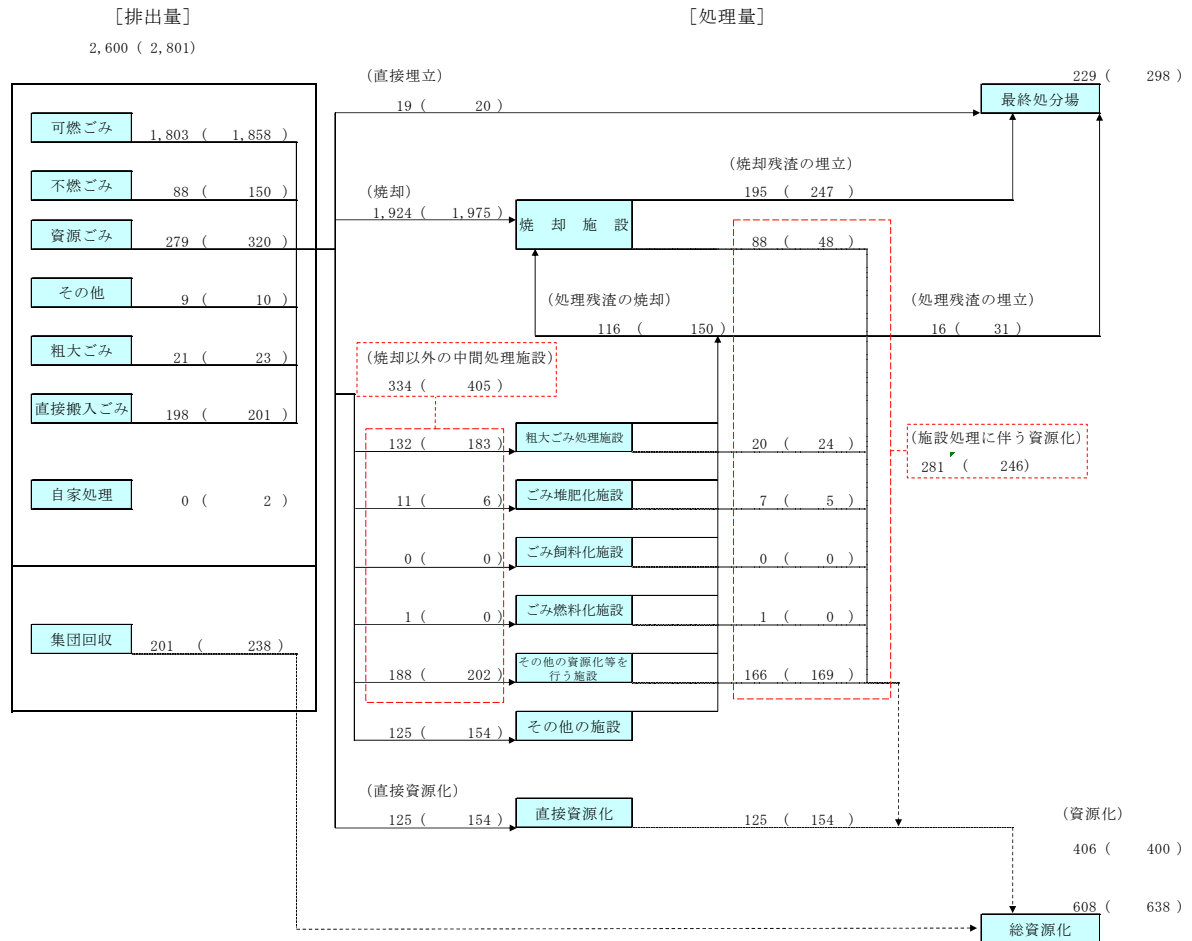 ［排出量］
［処理量］
2,600 ( 2,801)
(直接埋立)
229 ( 298 )
19 ( 20 )
最終処分場
可燃ごみ
1,803 ( 1,858 )
(焼却残渣の埋立)
不燃ごみ
88 ( 150 )
(焼却)
195 ( 247 )
1,924 ( 1,975 )
焼　却　施　設
資源ごみ
279 ( 320 )
88 ( 48 )
その他
9 ( 10 )
(処理残渣の焼却)
(処理残渣の埋立)
116 ( 150 )
16 ( 31 )
粗大ごみ
21 ( 23 )
(焼却以外の中間処理施設)
334 ( 405 )
直接搬入ごみ
198 ( 201 )
132 ( 183 )
粗大ごみ処理施設
20 ( 24 )
(施設処理に伴う資源化)
281 ( 246)
自家処理
0 ( 2 )
11 ( 6 )
ごみ堆肥化施設
7 ( 5 )
0 ( 0 )
ごみ飼料化施設
0 ( 0 )
1 ( 0 )
ごみ燃料化施設
1 ( 0 )
集団回収
201 ( 238 )
188 ( 202 )
その他の資源化等を
行う施設
166 ( 169 )
125 ( 154 )
その他の施設
(直接資源化)
125 ( 154 )
直接資源化
125 ( 154 )
(資源化)
406 ( 400 )
608 ( 638 )
総資源化